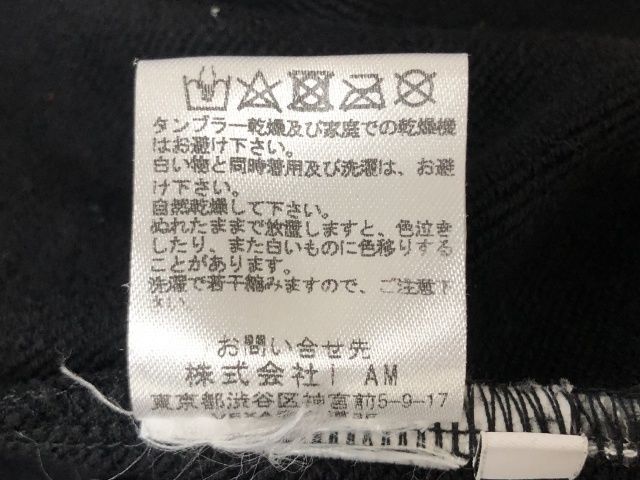 タンブラー乾燥及び家庭での乾燥機
はお避け下さい。
白い物と同時着用及び洗濯は、お避
け下さい。
自然乾燥して下さい。
ぬれたままで放置しますと、色泣き
したり、また白いものに色移りする
ことがあります。
洗濯で若干縮みますので、ご注意下
さい。
お問い合せ先
株式会社I AM
東京都渋谷区神宮前5-9-17